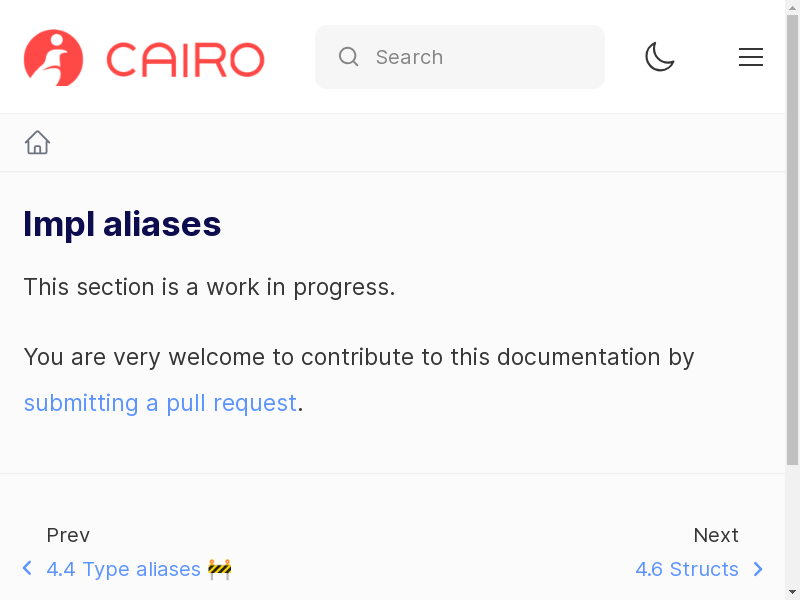 CAIRO
Search
Impl aliases
This section is a work in progress.
You are very welcome to contribute to this documentation by
submitting a pull request.
Prev
Next
4.4 Type aliases 🚧
4.6 Structs